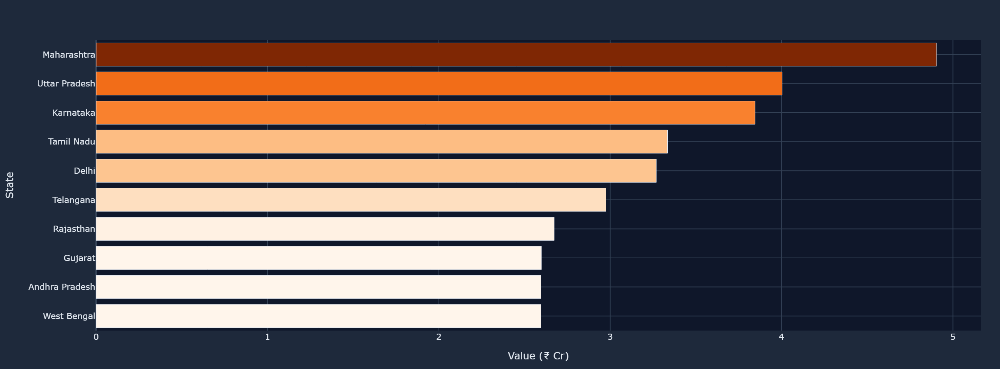 Maharashtra
Uttar Pradesh
Karnataka
Tamil Nadu
Delhi
Telangana
Rajasthan
Gujarat
Andhra Pradesh
West Bengal
State
0 1 2 3 4 5
Value (₹ Cr)